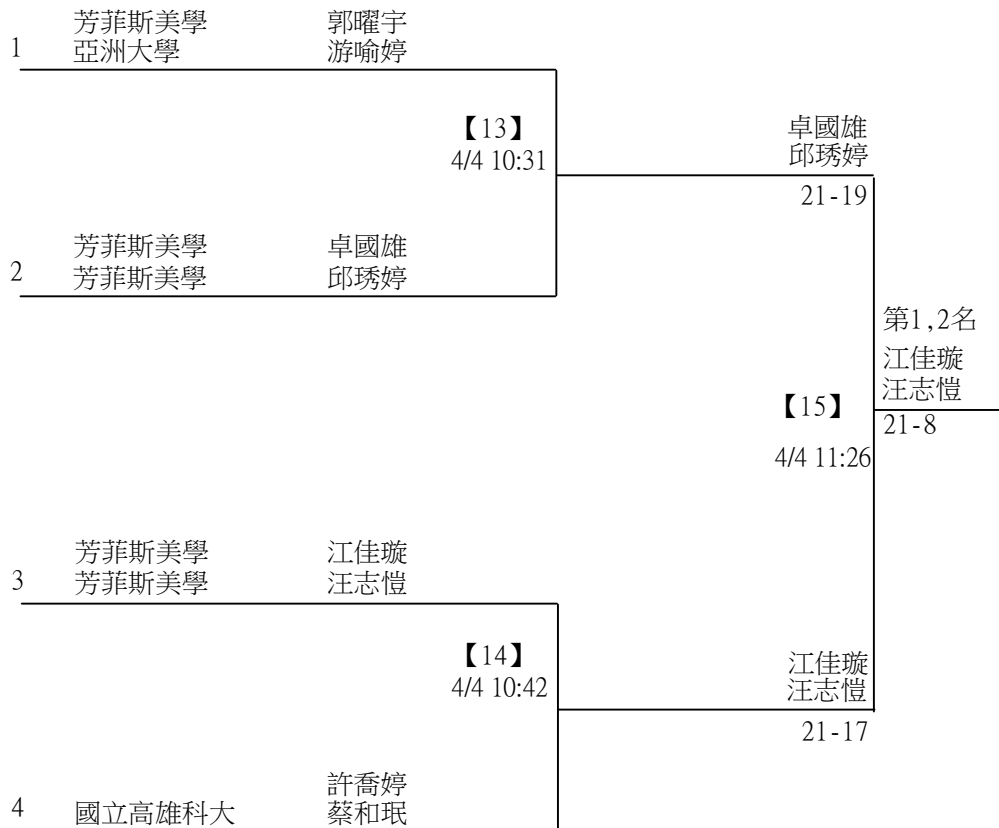 芳菲斯美學 郭曜宇
1 亞洲大學 游喻婷
【13】
4/4 10:31
卓國雄
邱琇婷
21-19
芳菲斯美學 卓國雄
2 芳菲斯美學 邱琇婷
第1,2名
江佳璇
汪志愷
【15】
21-8
4/4 11:26
芳菲斯美學 江佳璇
3 芳菲斯美學 汪志愷
【14】
4/4 10:42
江佳璇
汪志愷
21-17
許喬婷
4 國立高雄科大 蔡和珉